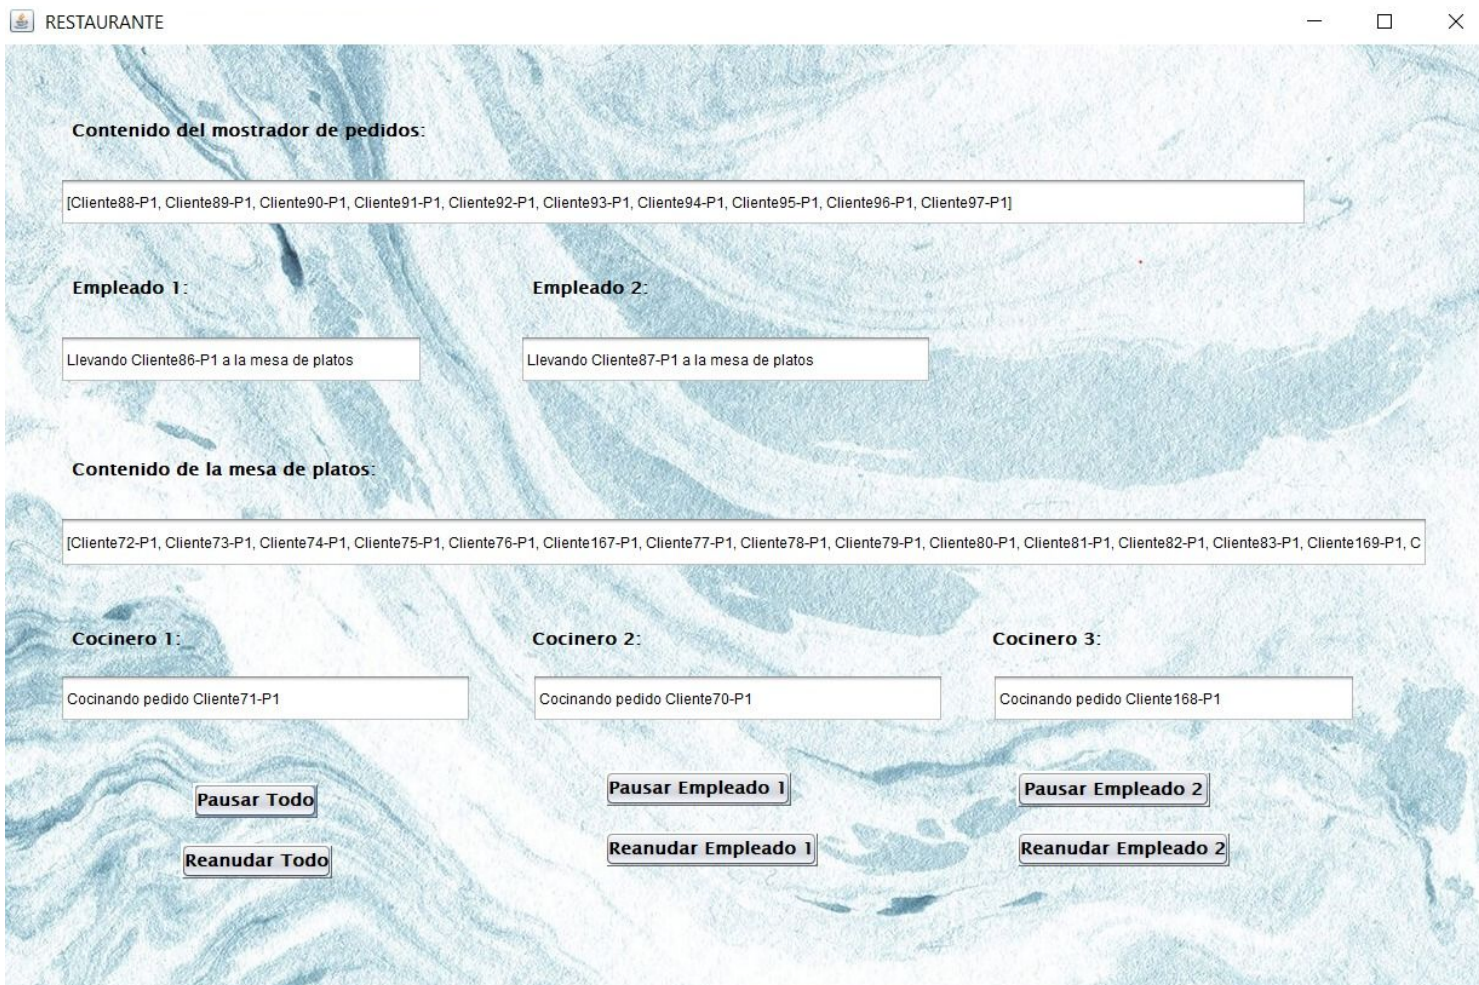 RESTAURANTE
Contenido del mostrador de pedidos:
[Cliente88-P1, Cliente89-P1, Cliente90-P1, Cliente91-P1, Cliente92-P1, Cliente93-P1, Cliente94-P1, Cliente95-P1, Cliente96-P1, Cliente97-P1]
Empleado 1:
Empleado 2:
Llevando Cliente86-P1 a la mesa de platos
Llevando Cliente87-P1 a la mesa de platos
Contenido de la mesa de platos:
[Cliente72-P1, Cliente73-P1, Cliente74-P1, Cliente75-P1, Cliente76-P1, Cliente167-P1, Cliente77-P1, Cliente78-P1, Cliente79-P1, Cliente80-P1, Cliente81-P1, Cliente82-P1, Cliente83-P1, Cliente169-P1, C
Cocinero 1:
Cocinero 2:
Cocinero 3:
Cocinando pedido Cliente71-P1
Cocinando pedido Cliente70-P1
Cocinando pedido Cliente168-P1
Pausar Todo
Pausar Empleado 1
Pausar Empleado 2
Reanudar Todo
Reanudar Empleado 1
Reanudar Empleado 2